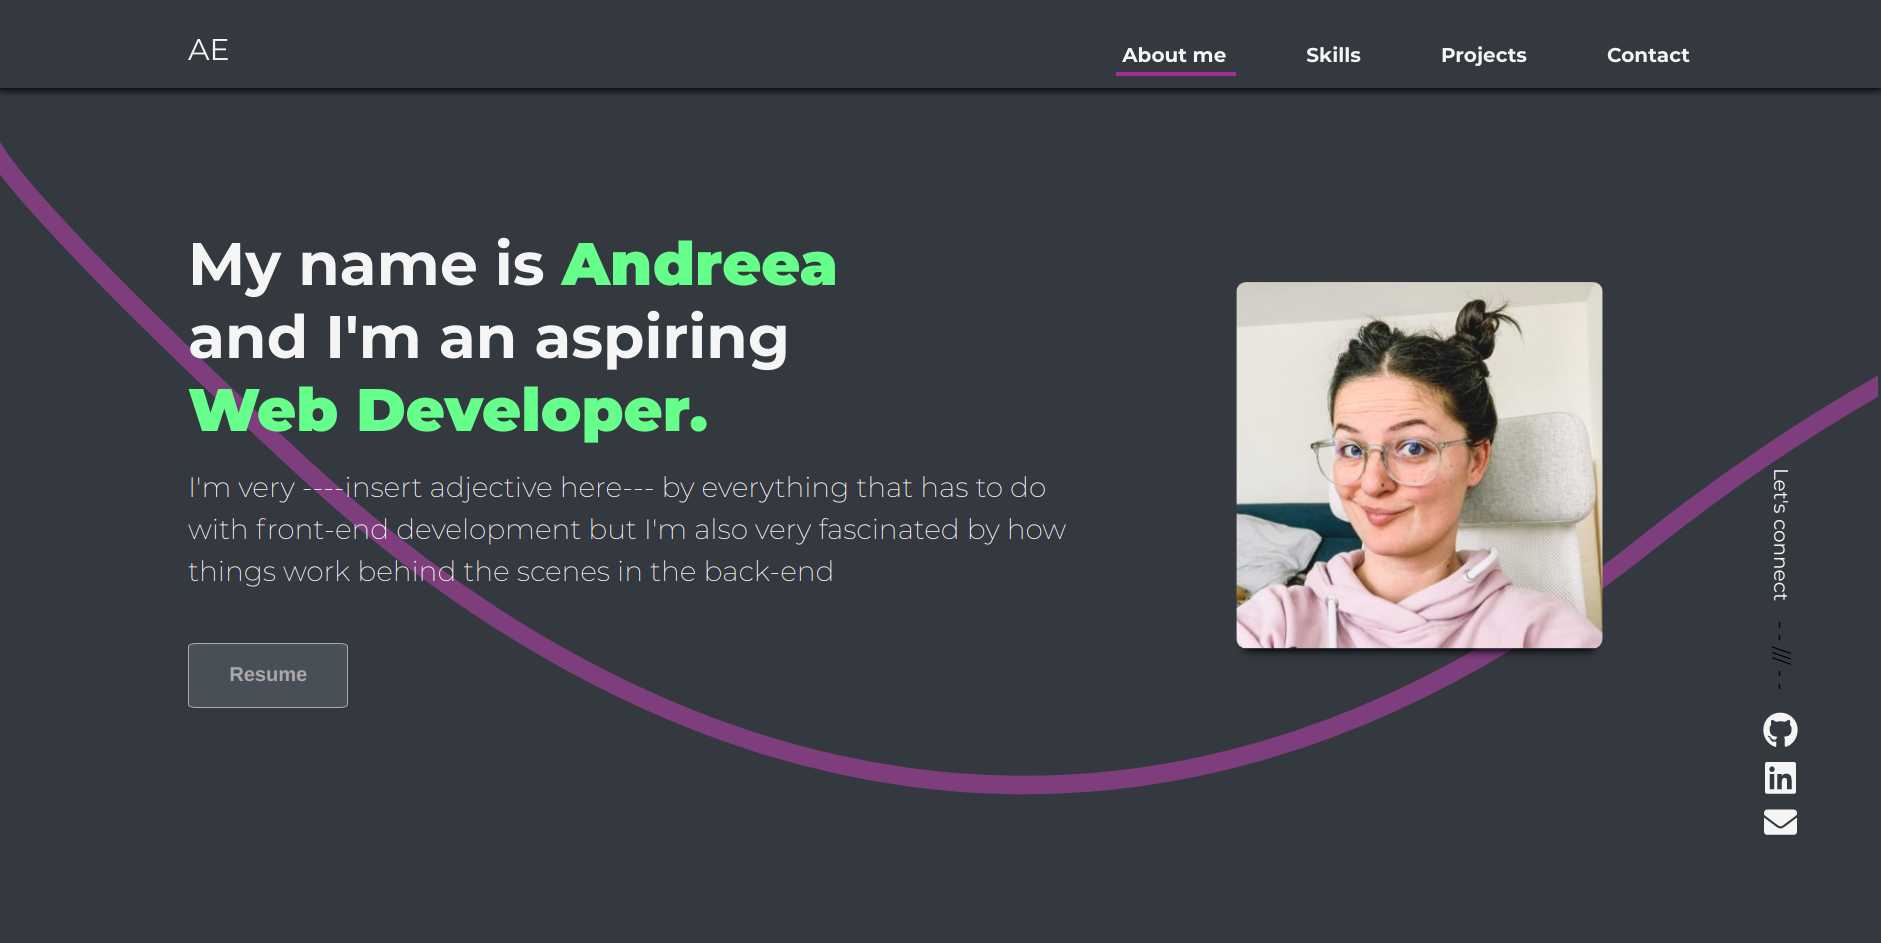 AE
About me
Skills
Projects
Contact
My name is Andreea
and I'm an aspiring
Web Developer.
I'm very ----insert adjective here--- by everything that has to do
with front-end development but I'm also very fascinated by how
things work behind the scenes in the back-end
Resume
Let's connect
--///--
in